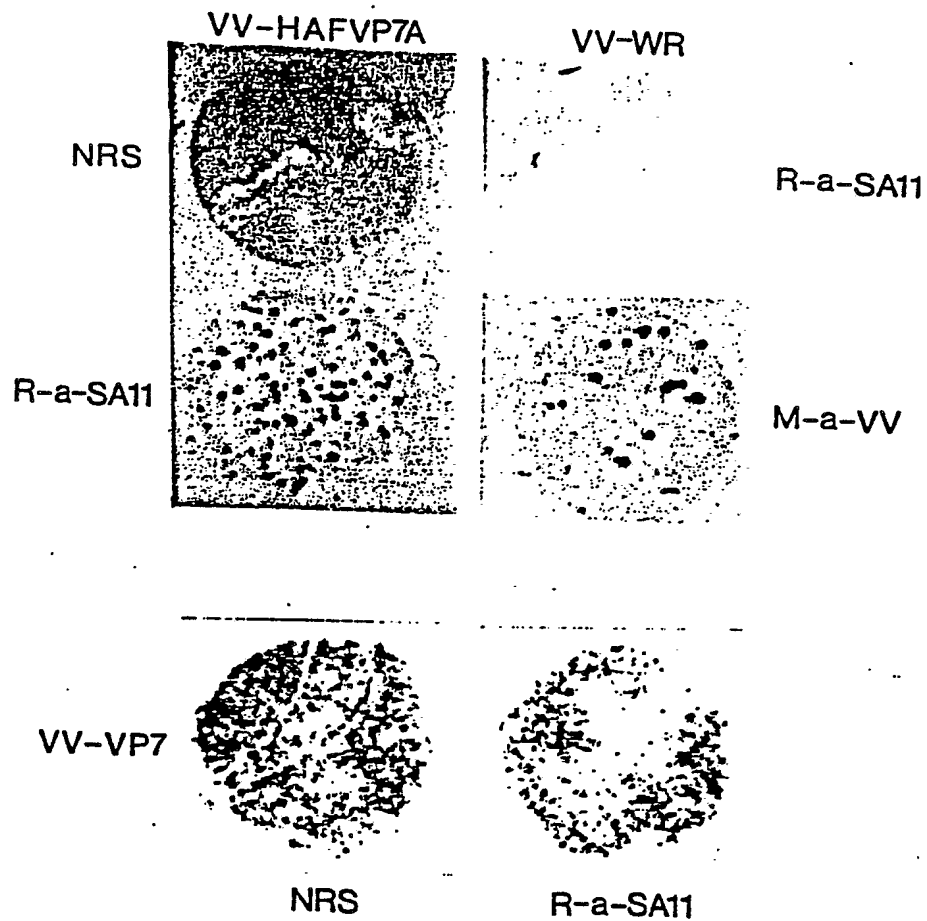 VV-HAFVP7A
VV-WR
NRS
R-a-SA11
R-a-SA11
M-a-VV
VV-VP7
NRS
R-a-SA11